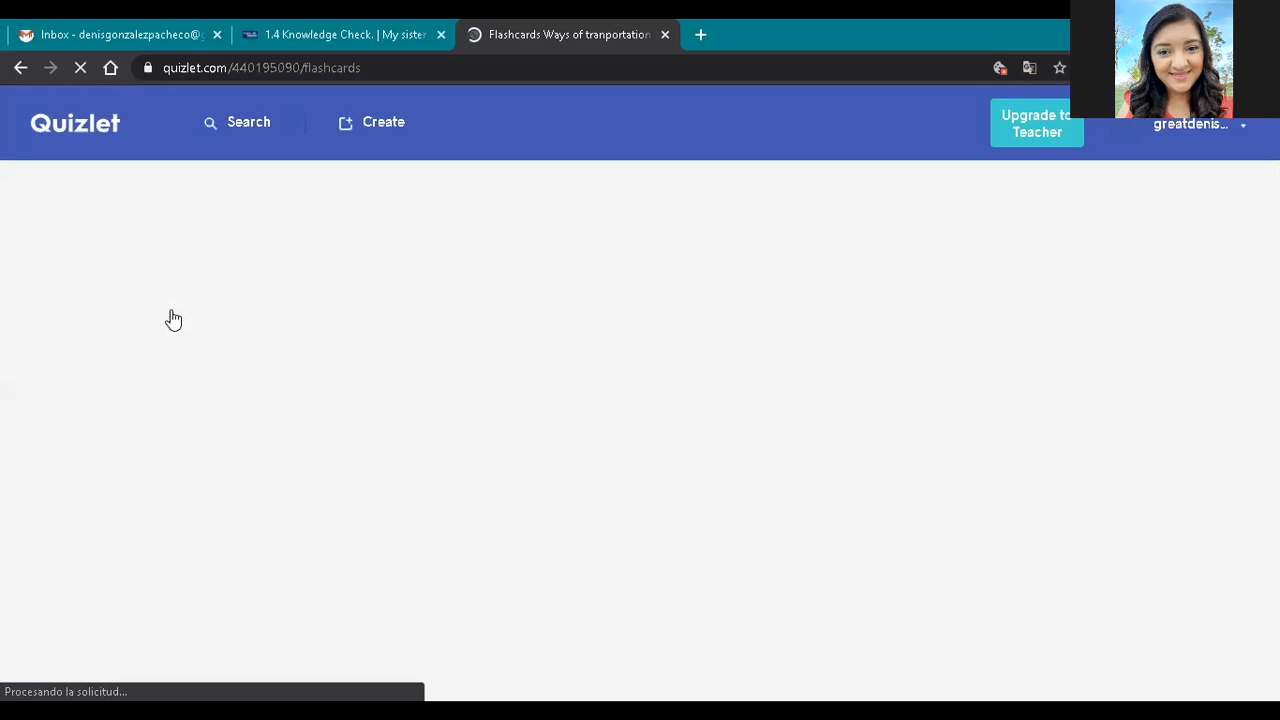 Inbox - denisgonzalezpacheco@g
1.4 Knowledge Check. | My sister
Flashcards Ways of tranportation
quizlet.com/440195090/flashcards
Quizlet
Search
Create
Upgrade to
Teacher
greatdenis...
Procesando la solicitud...